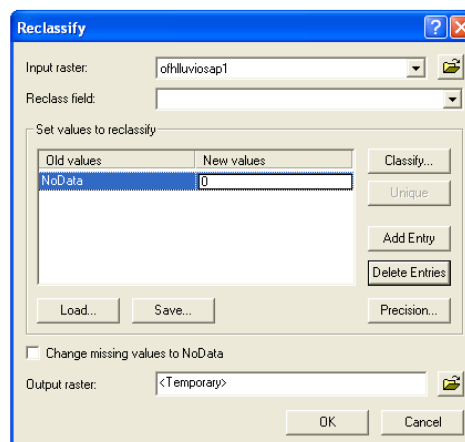 Reclassify
Input raster: ofhlluviosap1
Reclass field:
Set values to reclassify
Old values New values
NoData 0
Classify...
Unique
Add Entry
Delete Entries
Load... Save... Precision...
Change missing values to NoData
Output raster: <Temporary>
OK Cancel